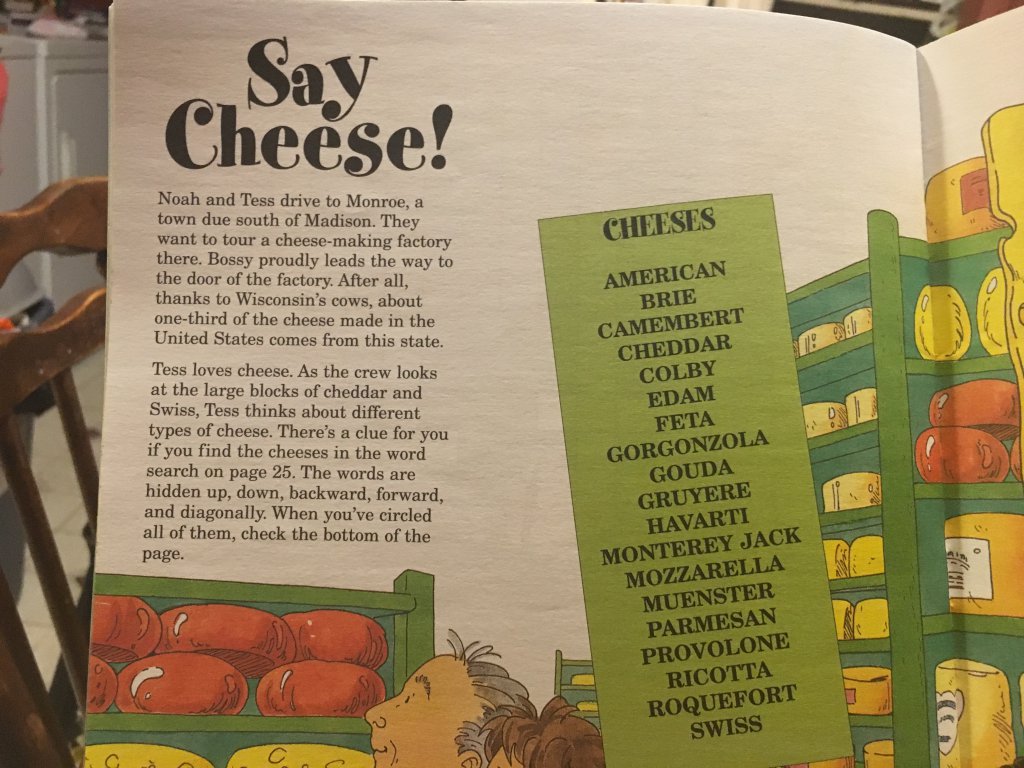 Say
Cheese!
Noah and Tess drive to Monroe, a
town due south of Madison. They
want to tour a cheese-making factory
there. Bossy proudly leads the way to
the door of the factory. After all,
thanks to Wisconsin's cows, about
one-third of the cheese made in the
United States comes from this state.
Tess loves cheese. As the crew looks
at the large blocks of cheddar and
Swiss, Tess thinks about different
types of cheese. There's a clue for you
if you find the cheeses in the word
search on page 25. The words are
hidden up, down, backward, forward,
and diagonally. When you've circled
all of them, check the bottom of the
page.
CHEESES
AMERICAN
BRIE
CAMEMBERT
CHEDDAR
COLBY
EDAM
FETA
GORGONZOLA
GOUDA
GRUYERE
HAVARTI
MONTEREY JACK
MOZZARELLA
MUENSTER
PARMESAN
PROVOLONE
RICOTTA
ROQUEFORT
SWISS